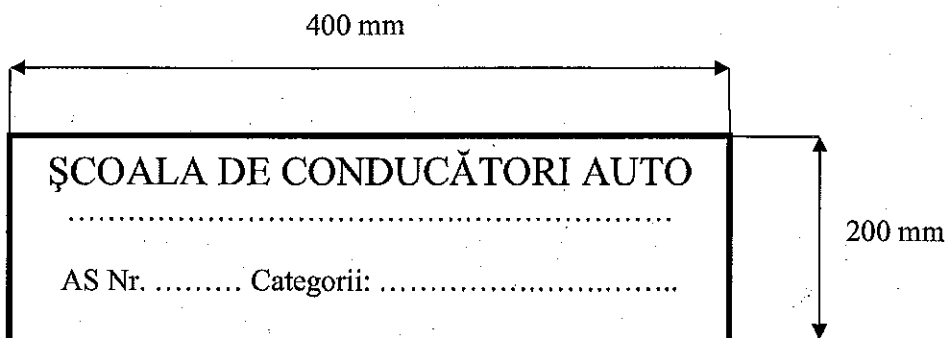 400 mm
ŞCOALA DE CONDUCĂTORI AUTO
............................................................
200 mm
AS Nr. ......... Categorii: ..............................